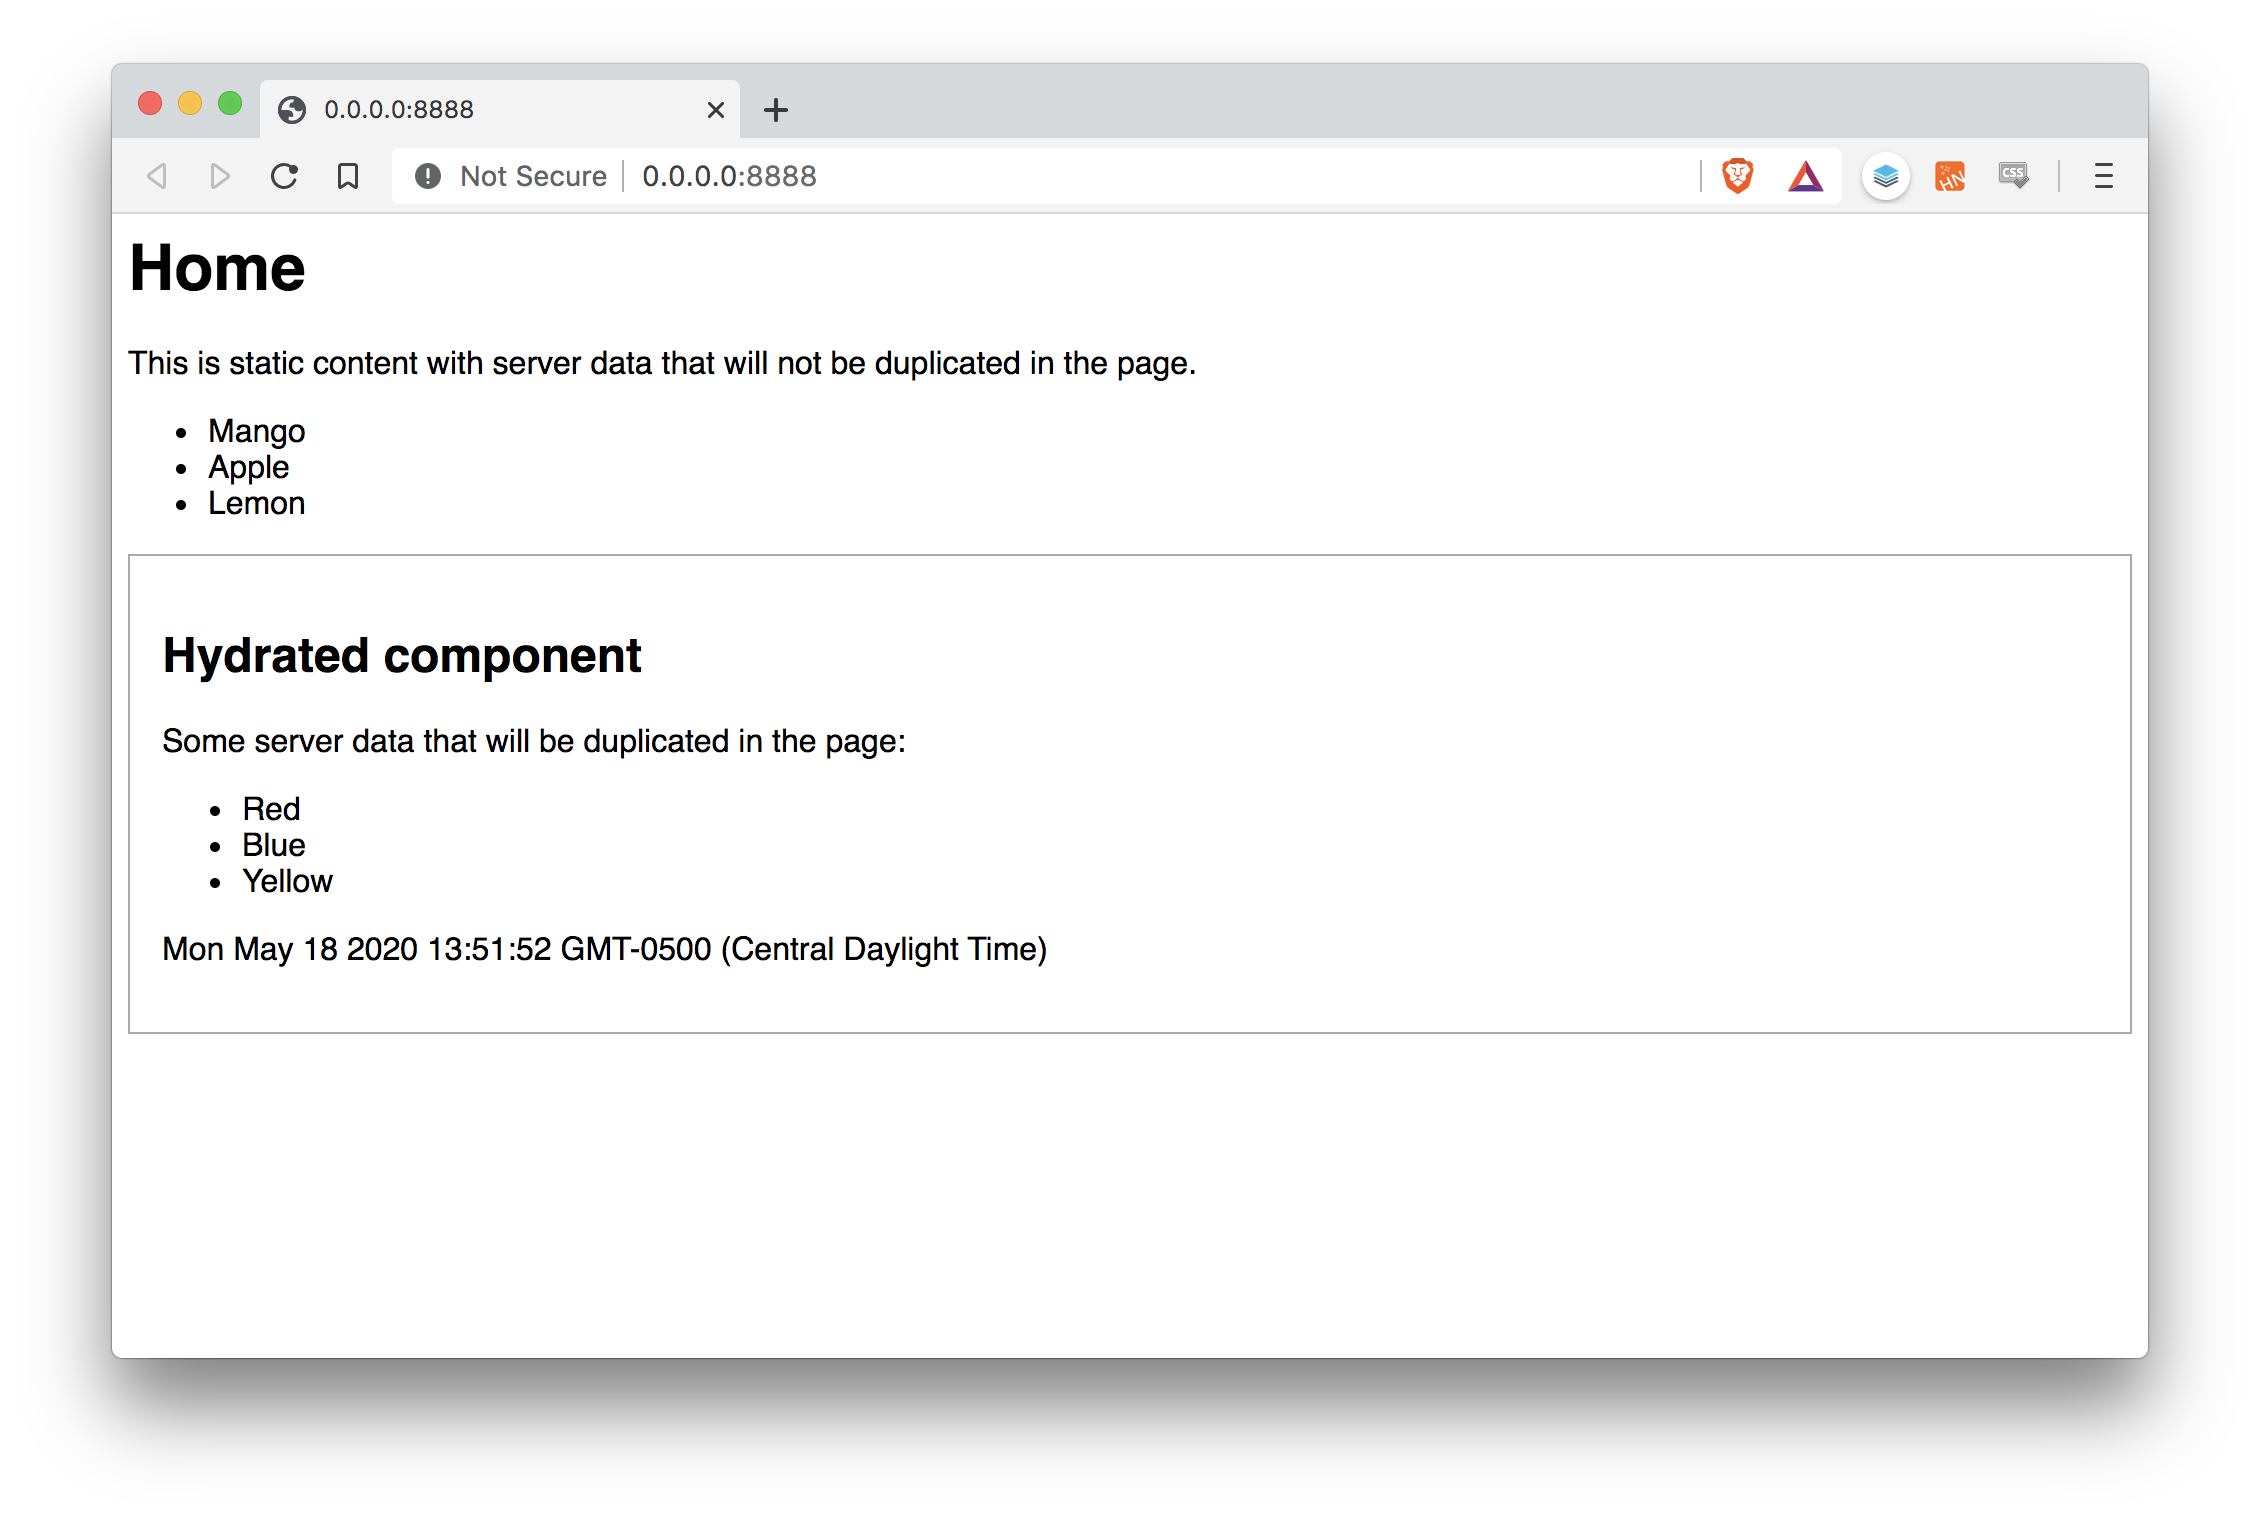 0.0.0.0:8888
Not Secure 0.0.0.0:8888
HN
CSS
Home
This is static content with server data that will not be duplicated in the page.
Mango
Apple
Lemon
Hydrated component
Some server data that will be duplicated in the page:
Red
Blue
Yellow
Mon May 18 2020 13:51:52 GMT-0500 (Central Daylight Time)